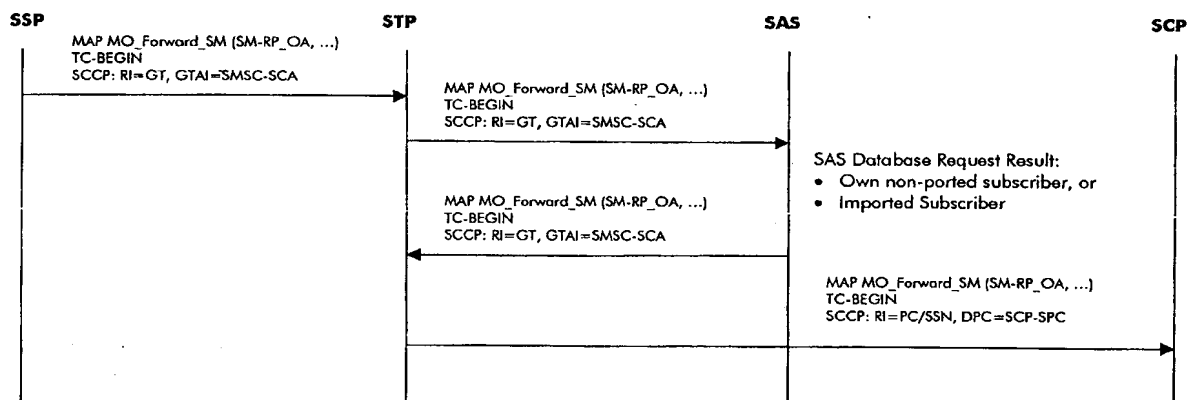 SSP
STP
SAS
SCP
MAP MO_Forward_SM (SM-RP_OA, ...)
TC-BEGIN
SCCP: RI=GT, GTAI=SMSC-SCA
MAP MO_Forward_SM (SM-RP_OA, ...)
TC-BEGIN
SCCP: RI=GT, GTAI=SMSC-SCA
SAS Database Request Result:
• Own non-ported subscriber, or
• Imported Subscriber
MAP MO_Forward_SM (SM-RP_OA, ...)
TC-BEGIN
SCCP: RI=GT, GTAI=SMSC-SCA
MAP MO_Forward_SM (SM-RP_OA, ...)
TC-BEGIN
SCCP: RI=PC/SSN, DPC=SCP-SPC